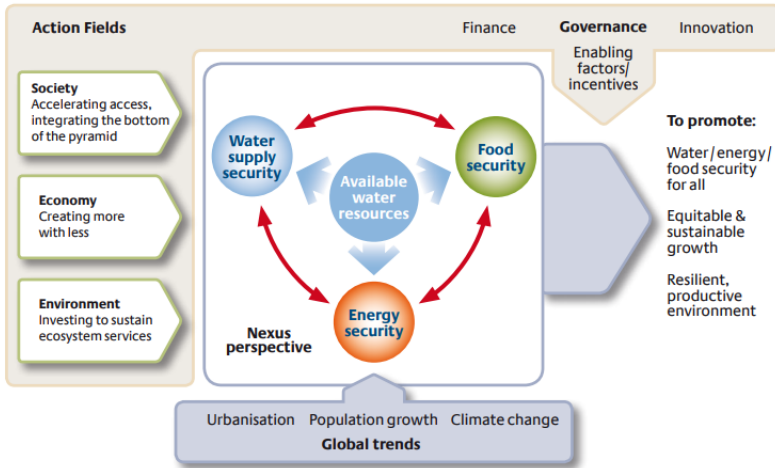 Action Fields
Finance
Governance
Innovation
Enabling
factors/
incentives
Society
Accelerating access,
integrating the bottom
of the pyramid
Economy
Creating more
with less
Environment
Investing to sustain
ecosystem services
Water
supply
security
Food
security
Available
water
resources
Energy
security
Nexus
perspective
To promote:
Water/energy/
food security
for all
Equitable &
sustainable
growth
Resilient,
productive
environment
Urbanisation
Population growth
Climate change
Global trends